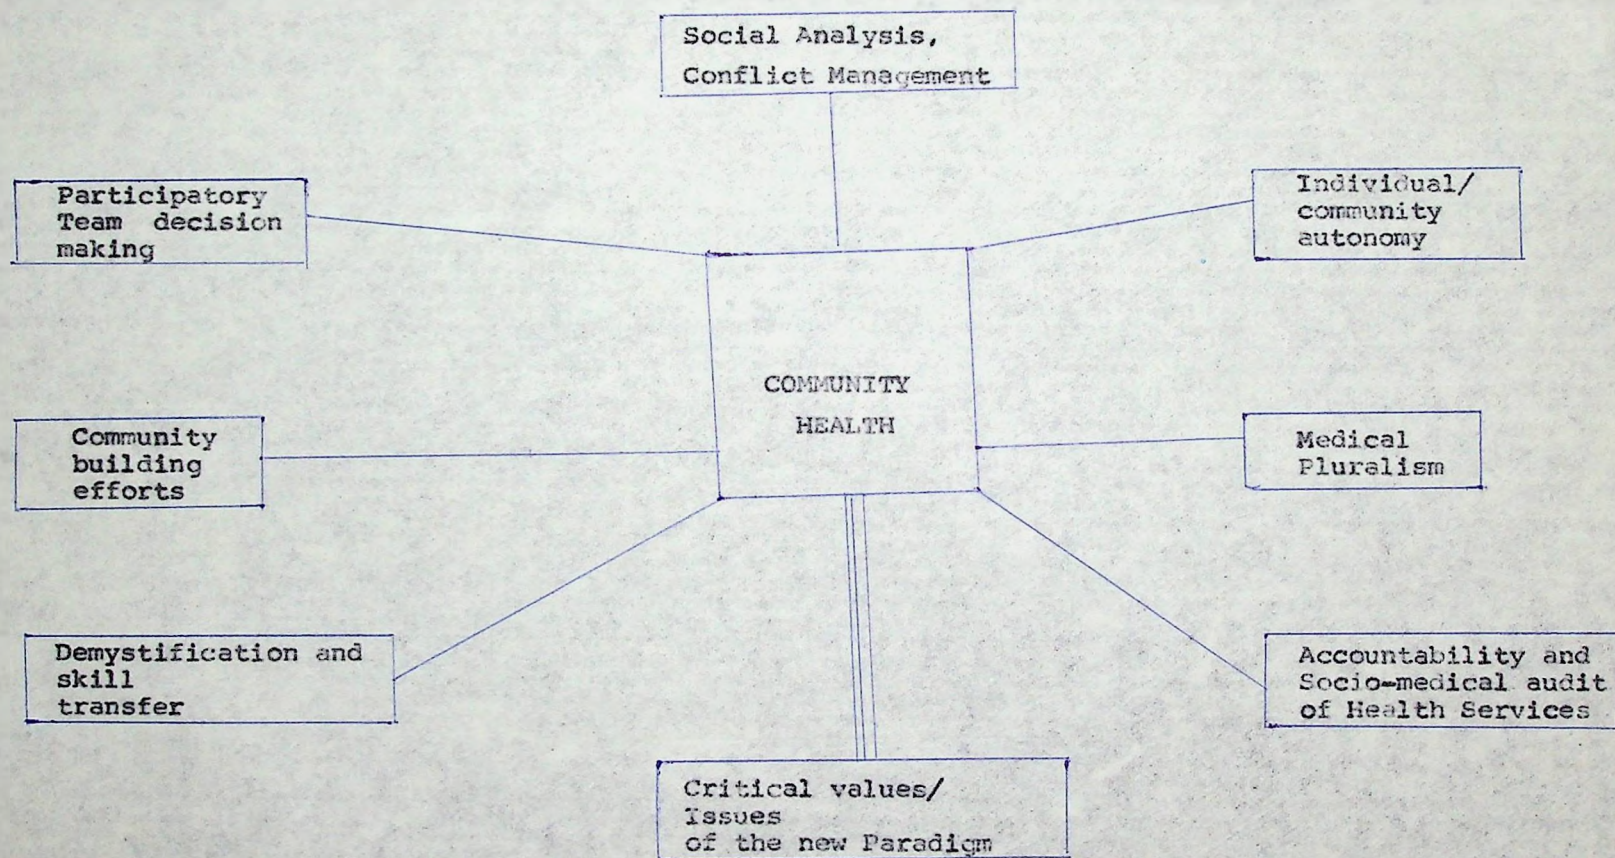 Social Analysis,
Conflict Management
Participatory
Team decision
making
Individual/
community
autonomy
COMMUNITY
HEALTH
Community
building
efforts
Medical
Pluralism
Demystification and
skill
transfer
Accountability and
Socio-medical audit
of Health Services
Critical values/
Issues
of the new Paradigm